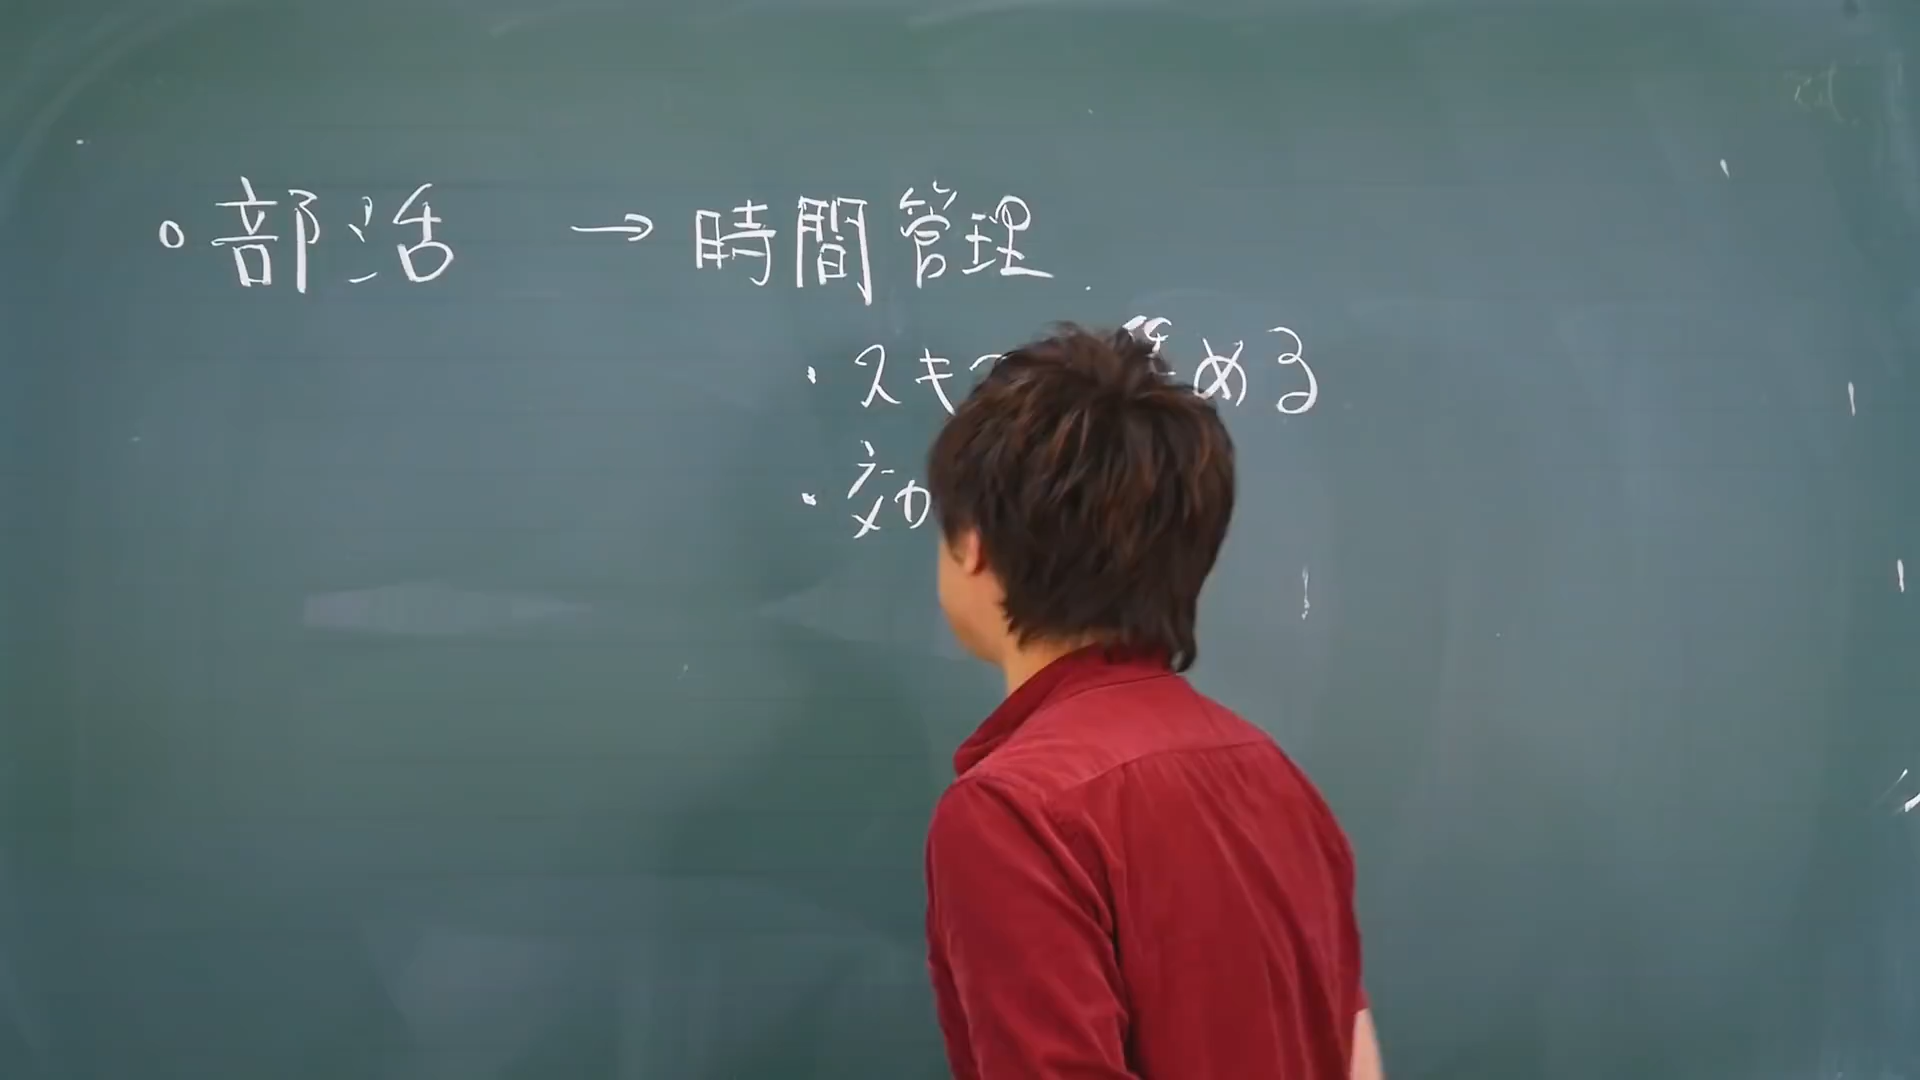 ○部活 → 時間管理
・スキ める
・効